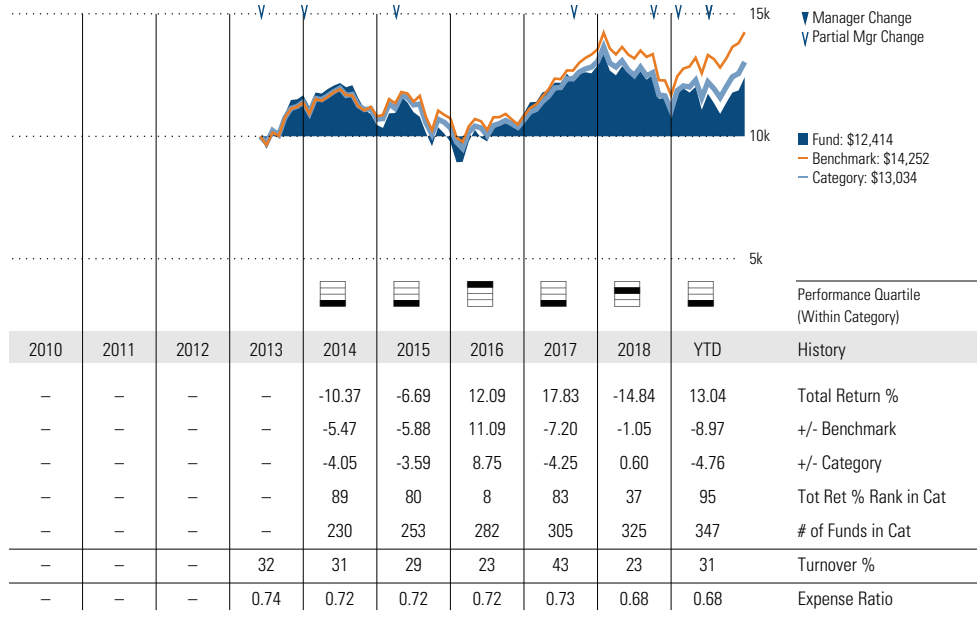 15k
▼ Manager Change
V Partial Mgr Change
10k
Fund: $12,414
Benchmark: $14,252
Category: $13,034
5k
Performance Quartile
(Within Category)
2010 2011 2012 2013 2014 2015 2016 2017 2018 YTD History
– – – – -10.37 -6.69 12.09 17.83 -14.84 13.04 Total Return %
– – – – -5.47 -5.88 11.09 -7.20 -1.05 -8.97 +/- Benchmark
– – – – -4.05 -3.59 8.75 -4.25 0.60 -4.76 +/- Category
– – – – 89 80 8 83 37 95 Tot Ret % Rank in Cat
– – – – 230 253 282 305 325 347 # of Funds in Cat
– – – 32 31 29 23 43 23 31 Turnover %
– – – 0.74 0.72 0.72 0.72 0.73 0.68 0.68 Expense Ratio